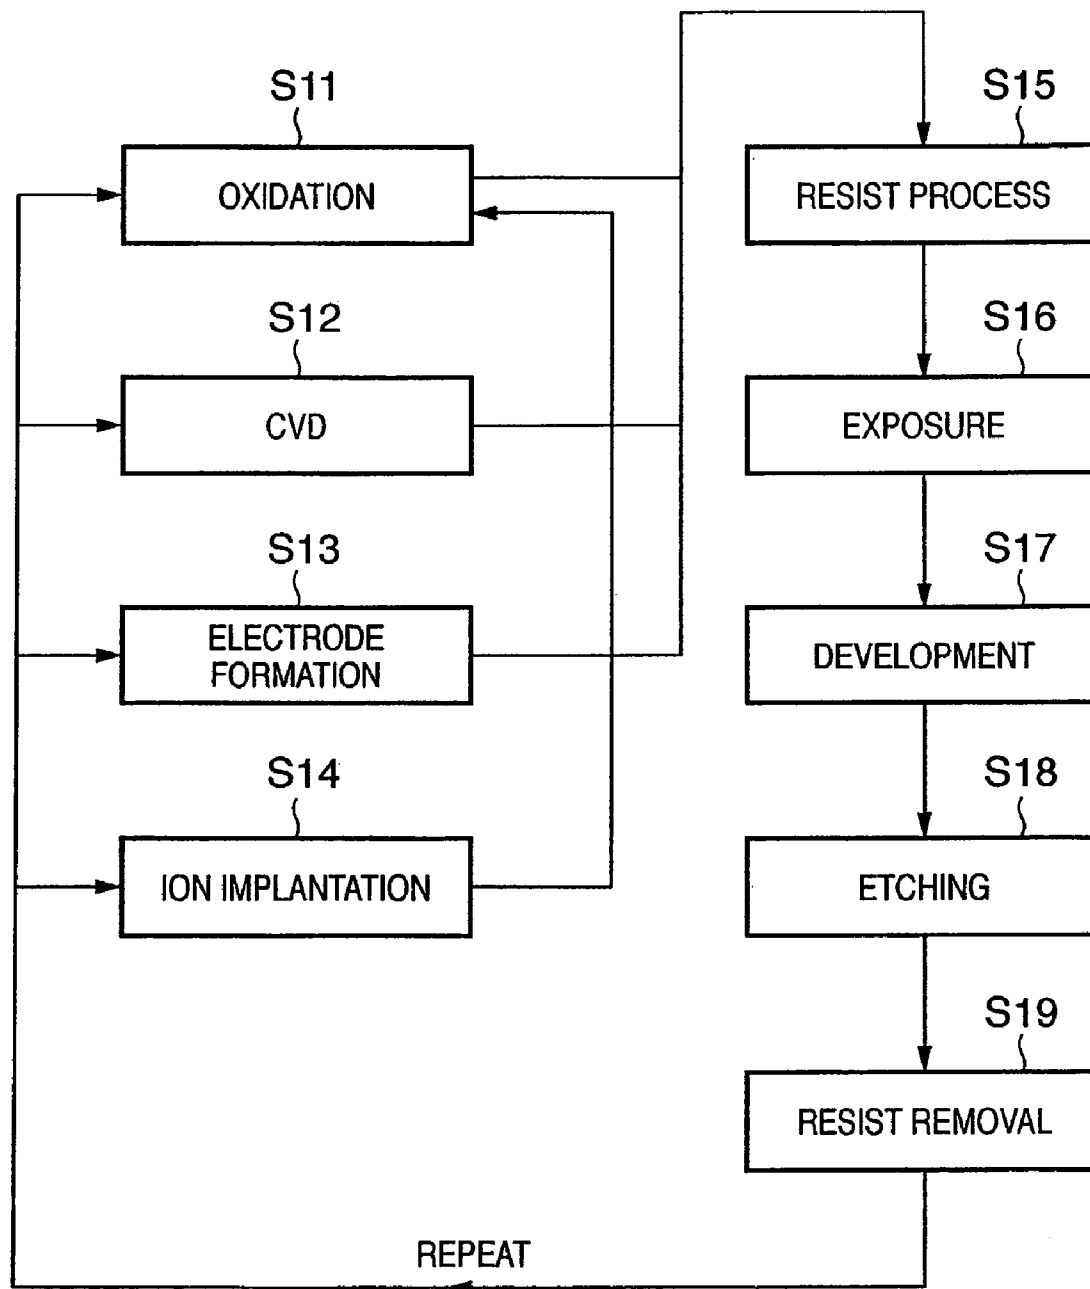 S11
OXIDATION
S12
CVD
S13
ELECTRODE
FORMATION
S14
ION IMPLANTATION
S15
RESIST PROCESS
S16
EXPOSURE
S17
DEVELOPMENT
S18
ETCHING
S19
RESIST REMOVAL
REPEAT